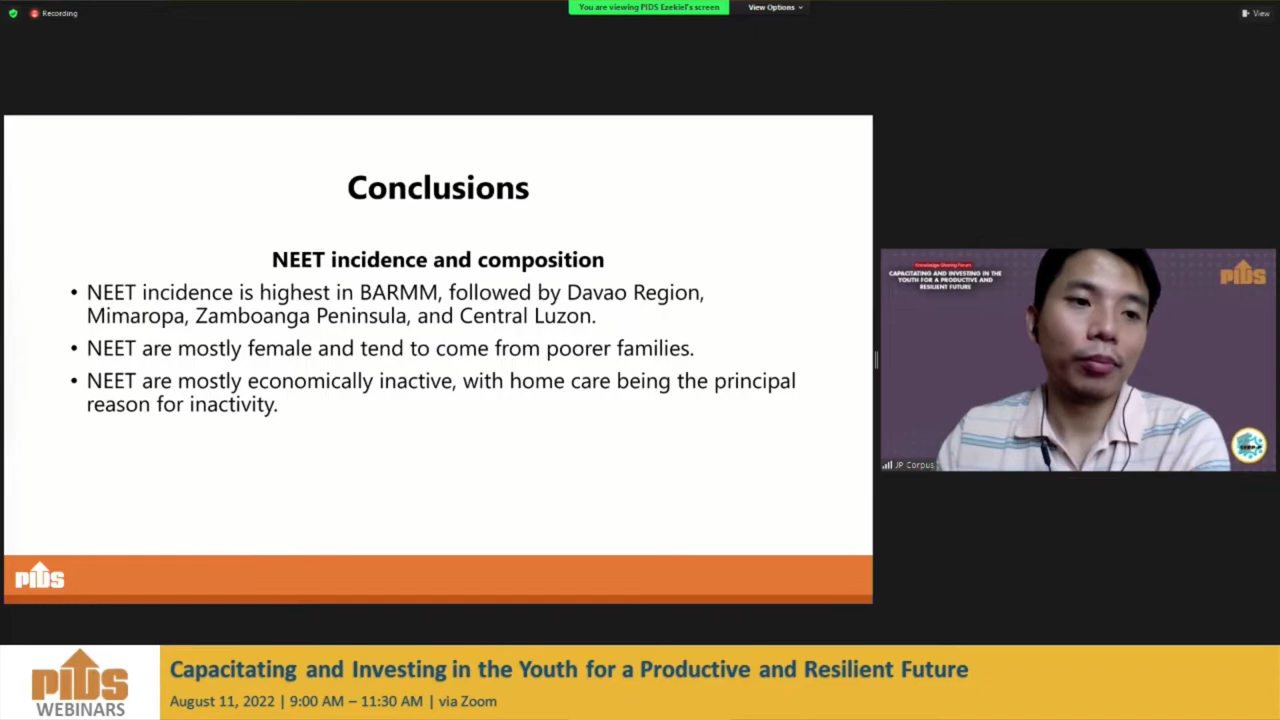 Recording
You are viewing PIDS Ezekiel's screen
View Options
View
Conclusions
NEET incidence and composition
• NEET incidence is highest in BARMM, followed by Davao Region,
Mimaropa, Zamboanga Peninsula, and Central Luzon.
• NEET are mostly female and tend to come from poorer families.
• NEET are mostly economically inactive, with home care being the principal
reason for inactivity.
PIDS
Knowledge Sharing Forum
CAPACITATING AND INVESTING IN THE
YOUTH FOR A PRODUCTIVE AND
RESILIENT FUTURE
PIDS
JP Corpus
PIDS
WEBINARS
Capacitating and Investing in the Youth for a Productive and Resilient Future
August 11, 2022 | 9:00 AM – 11:30 AM | via Zoom